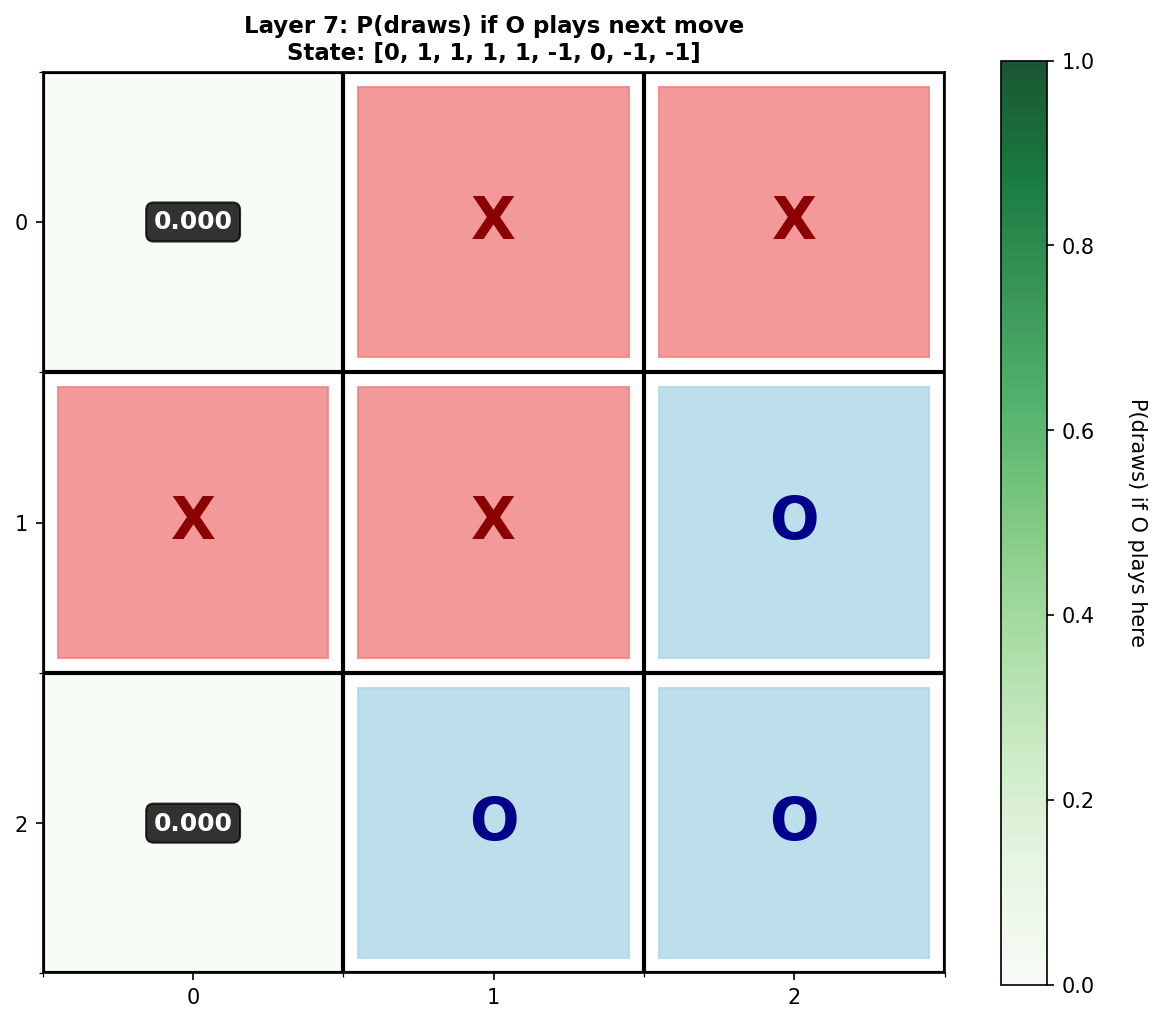 Layer 7: P(draws) if O plays next move
State: [0, 1, 1, 1, 1, -1, 0, -1, -1]
0
0.000
X
X
1
X
X
O
2
0.000
O
O
0
1
2
1.0
0.8
0.6
0.4
0.2
0.0
P(draws) if O plays here